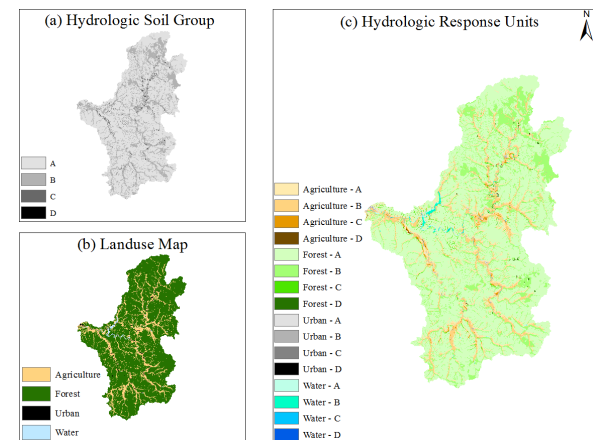 (a) Hydrologic Soil Group
A
B
C
D
(b) Landuse Map
Agriculture
Forest
Urban
Water
(c) Hydrologic Response Units
N
Agriculture - A
Agriculture - B
Agriculture - C
Agriculture - D
Forest - A
Forest - B
Forest - C
Forest - D
Urban - A
Urban - B
Urban - C
Urban - D
Water - A
Water - B
Water - C
Water - D